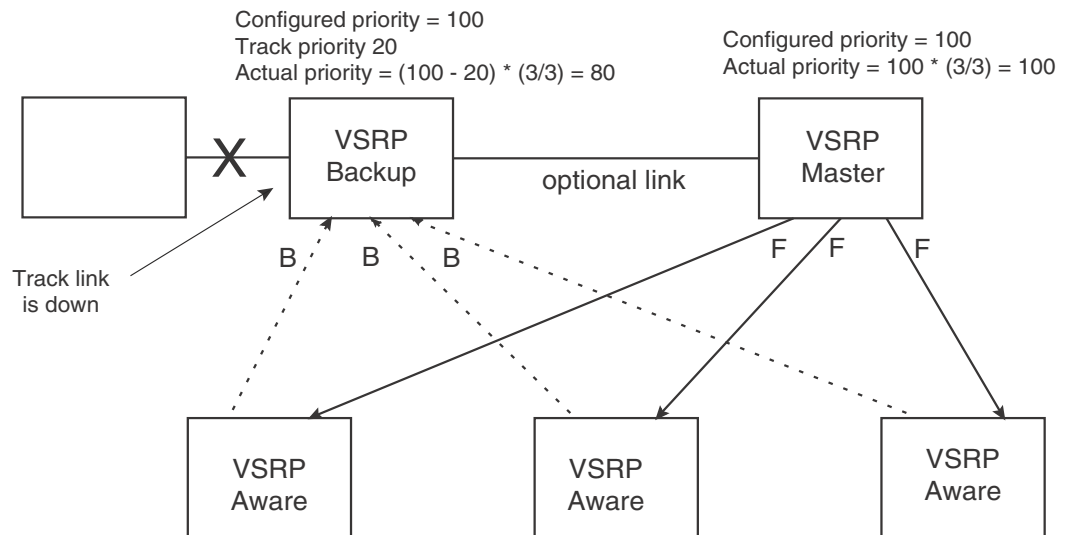 Configured priority = 100
Track priority 20
Actual priority = (100 - 20) * (3/3) = 80
Configured priority = 100
Actual priority = 100 * (3/3) = 100
X
VSRP
Backup
optional link
VSRP
Master
Track link
is down
B
B
B
F
F
F
VSRP
Aware
VSRP
Aware
VSRP
Aware